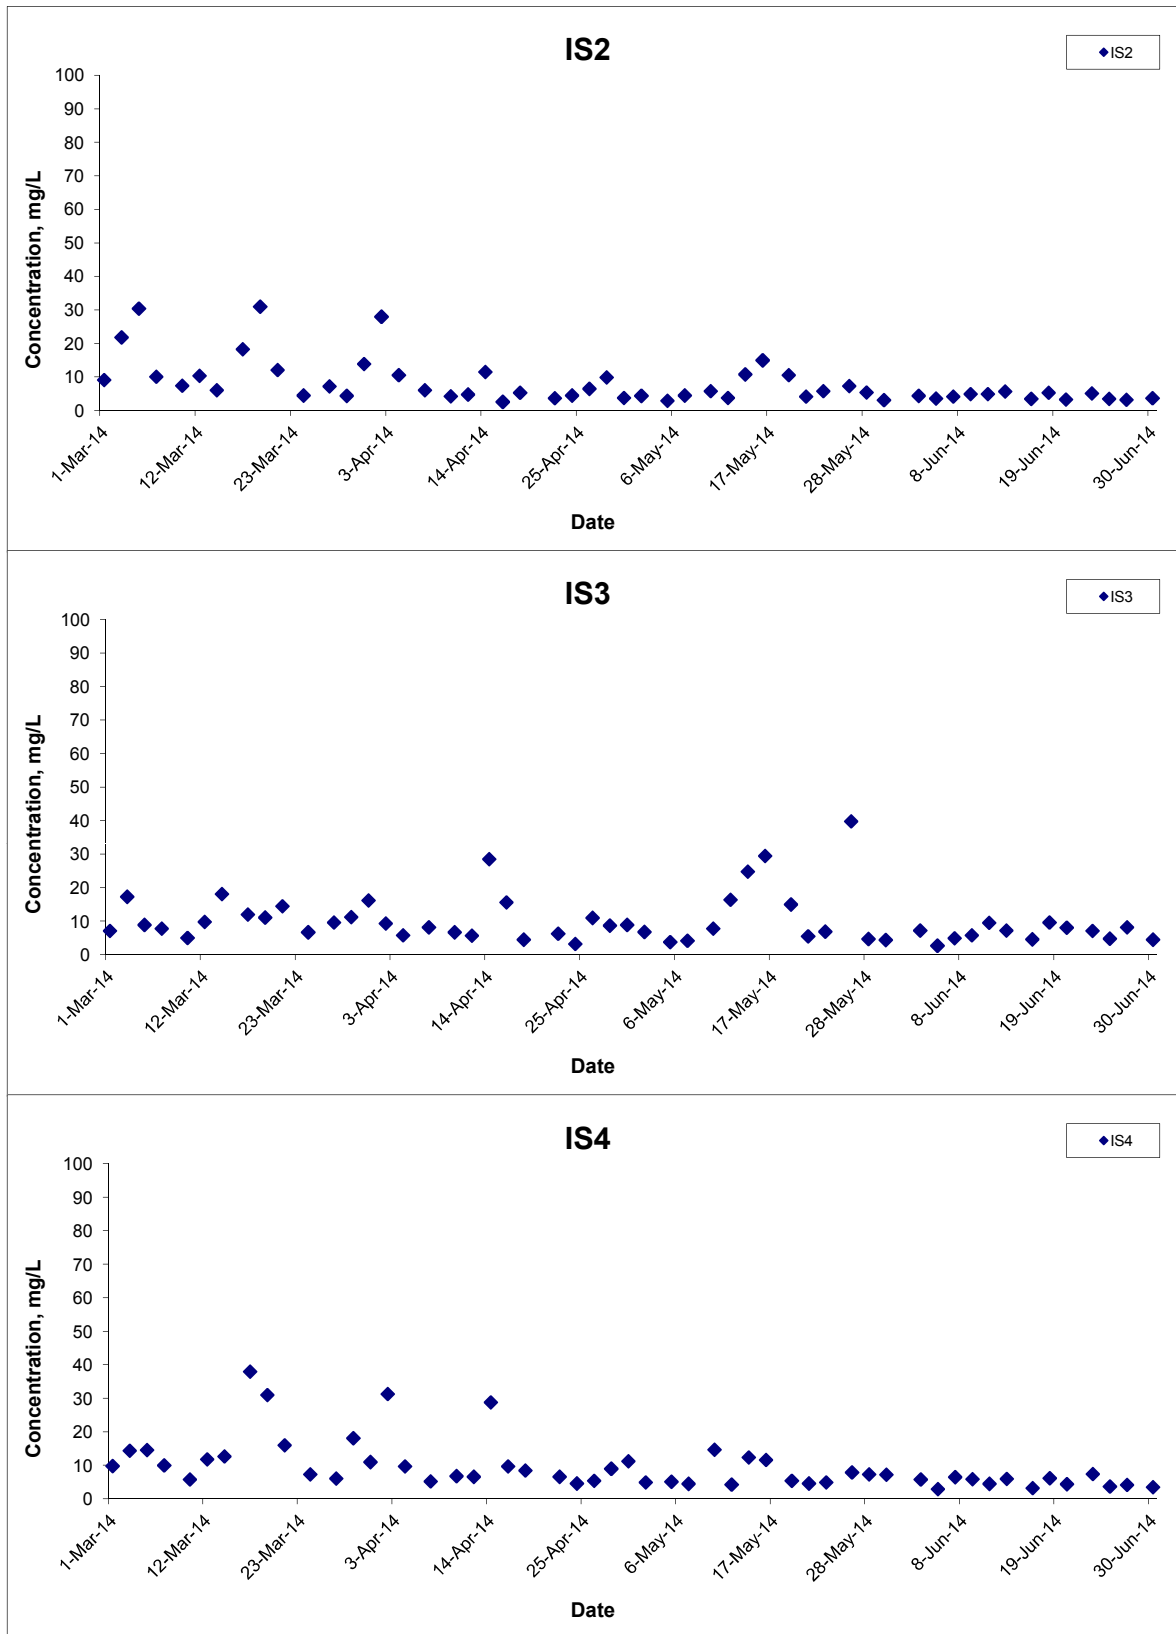 IS2
IS2
100
90
80
70
60
50
40
30
20
10
0
Concentration, mg/L
1-Mar-14
12-Mar-14
23-Mar-14
3-Apr-14
14-Apr-14
25-Apr-14
6-May-14
17-May-14
28-May-14
8-Jun-14
19-Jun-14
30-Jun-14
Date
IS3
IS3
100
90
80
70
60
50
40
30
20
10
0
Concentration, mg/L
1-Mar-14
12-Mar-14
23-Mar-14
3-Apr-14
14-Apr-14
25-Apr-14
6-May-14
17-May-14
28-May-14
8-Jun-14
19-Jun-14
30-Jun-14
Date
IS4
IS4
100
90
80
70
60
50
40
30
20
10
0
Concentration, mg/L
1-Mar-14
12-Mar-14
23-Mar-14
3-Apr-14
14-Apr-14
25-Apr-14
6-May-14
17-May-14
28-May-14
8-Jun-14
19-Jun-14
30-Jun-14
Date